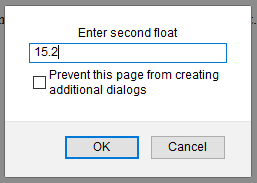 Enter second float
15.2
Prevent this page from creating
additional dialogs
OK
Cancel